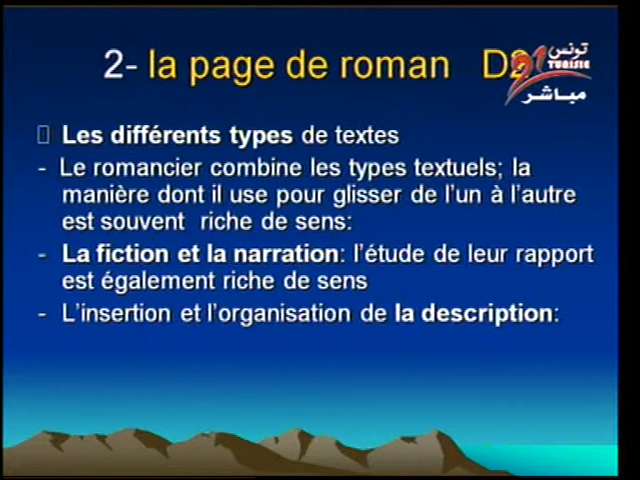 2- la page de roman D2
تونس
21
TUNISIE
مباشر
Les différents types de textes
- Le romancier combine les types textuels; la
manière dont il use pour glisser de l'un à l'autre
est souvent riche de sens:
- La fiction et la narration: l'étude de leur rapport
est également riche de sens
- L'insertion et l'organisation de la description: